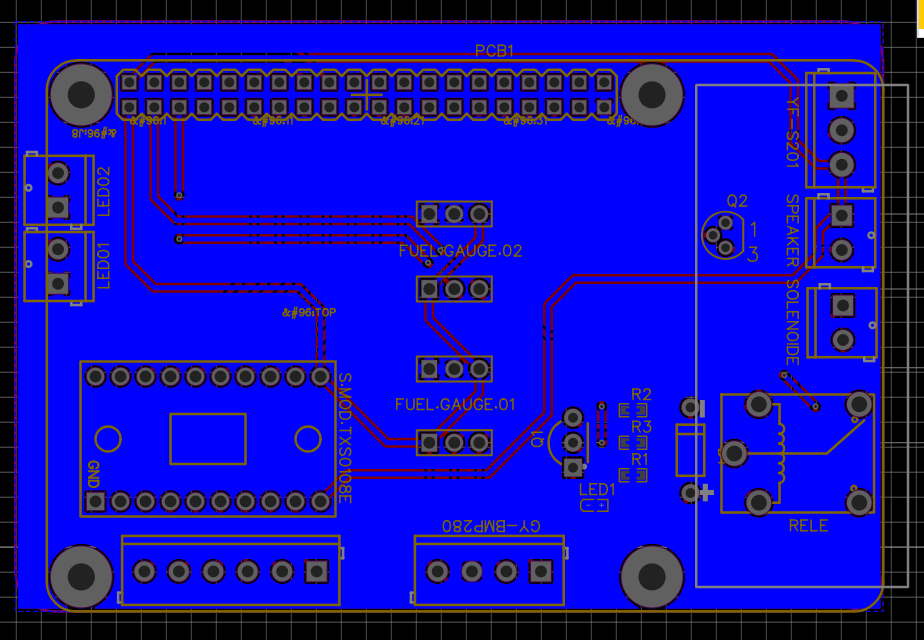 PCB1
&#96;J8
&#96;1
&#96;11
&#96;21
&#96;31
YF-S201
LED02
Q2
1
3
SPEAKER
FUEL.GAUGE.02
LED01
&#96;TOP
SOLENOIDE
S.MOD.TXS0108E
FUEL.GAUGE.01
R2
R3
Q1
R1
GND
LED1
+
GY-BMP280
RELE